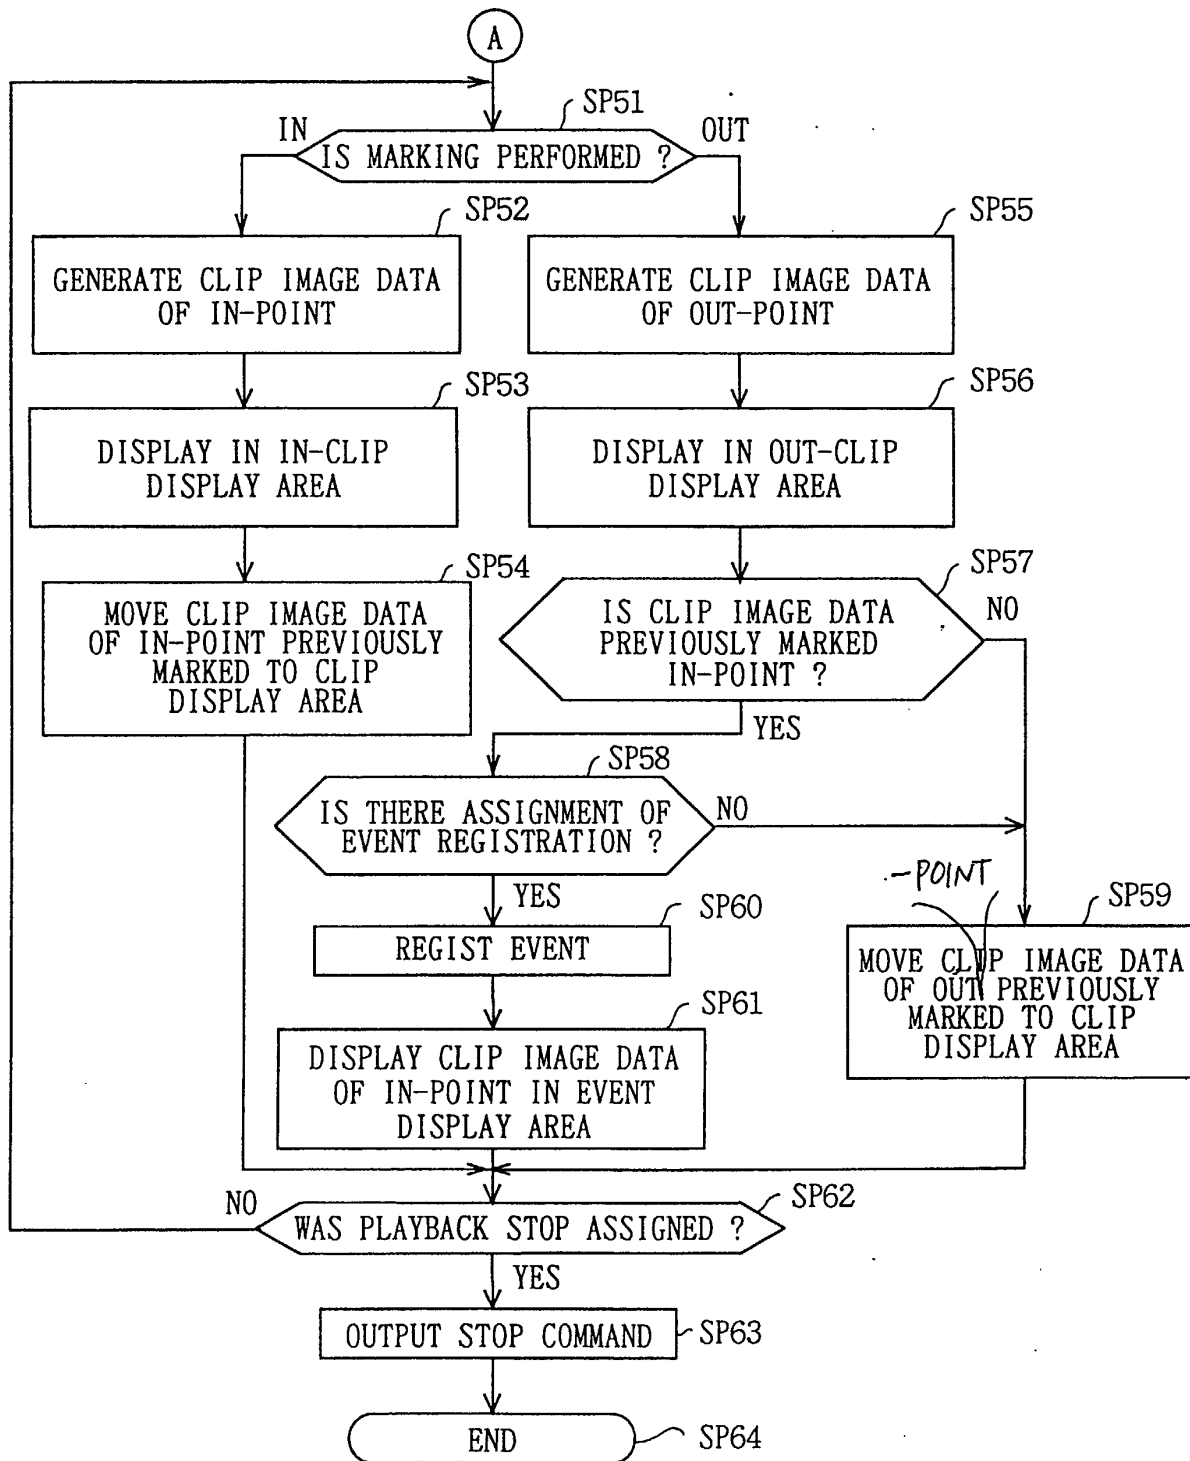 A
SP51
IN
OUT
IS MARKING PERFORMED ?
SP52
SP55
GENERATE CLIP IMAGE DATA
OF IN-POINT
GENERATE CLIP IMAGE DATA
OF OUT-POINT
SP53
SP56
DISPLAY IN IN-CLIP
DISPLAY AREA
DISPLAY IN OUT-CLIP
DISPLAY AREA
SP54
SP57
MOVE CLIP IMAGE DATA
OF IN-POINT PREVIOUSLY
MARKED TO CLIP
DISPLAY AREA
IS CLIP IMAGE DATA
PREVIOUSLY MARKED
IN-POINT ?
NO
YES
SP58
IS THERE ASSIGNMENT OF
EVENT REGISTRATION ?
NO
YES
-POINT
SP59
SP60
REGIST EVENT
MOVE CLIP IMAGE DATA
OF OUT PREVIOUSLY
MARKED TO CLIP
DISPLAY AREA
SP61
DISPLAY CLIP IMAGE DATA
OF IN-POINT IN EVENT
DISPLAY AREA
NO
SP62
WAS PLAYBACK STOP ASSIGNED ?
YES
OUTPUT STOP COMMAND
SP63
END
SP64